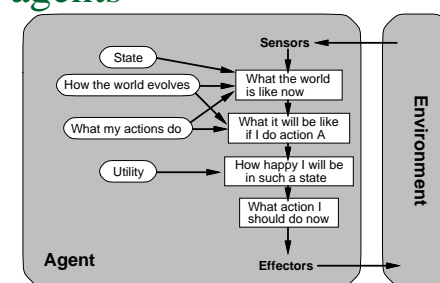 agents
Sensors
State
How the world evolves
What the world
is like now
What my actions do
What it will be like
if I do action A
Utility
How happy I will be
in such a state
What action I
should do now
Agent
Effectors
Environment